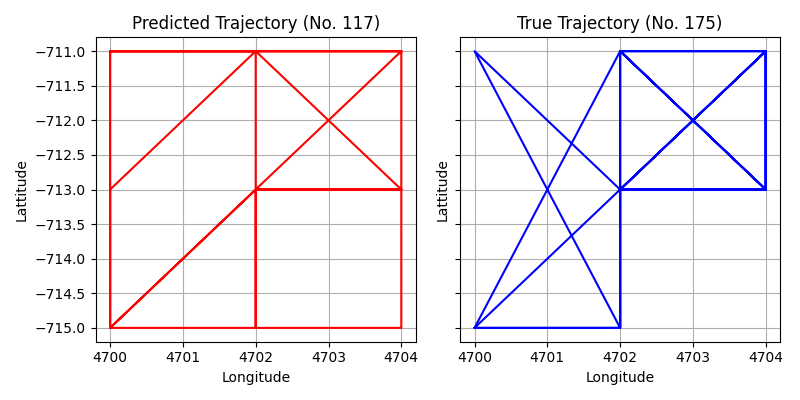 Predicted Trajectory (No. 117)
True Trajectory (No. 175)
−711.0
−711.5
−712.0
−712.5
−713.0
−713.5
−714.0
−714.5
−715.0
Lattitude
Lattitude
4700 4701 4702 4703 4704
4700 4701 4702 4703 4704
Longitude
Longitude